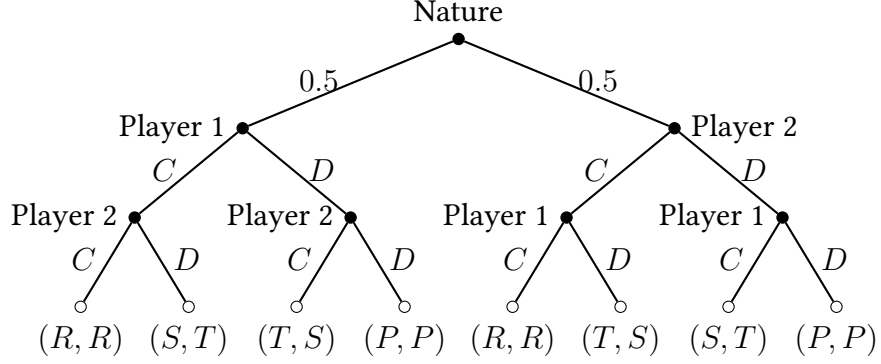 Nature
0.5 0.5
Player 1 Player 2
C D C D
Player 2 Player 2 Player 1 Player 1
C D C D C D C D
(R, R) (S, T) (T, S) (P, P) (R, R) (T, S) (S, T) (P, P)